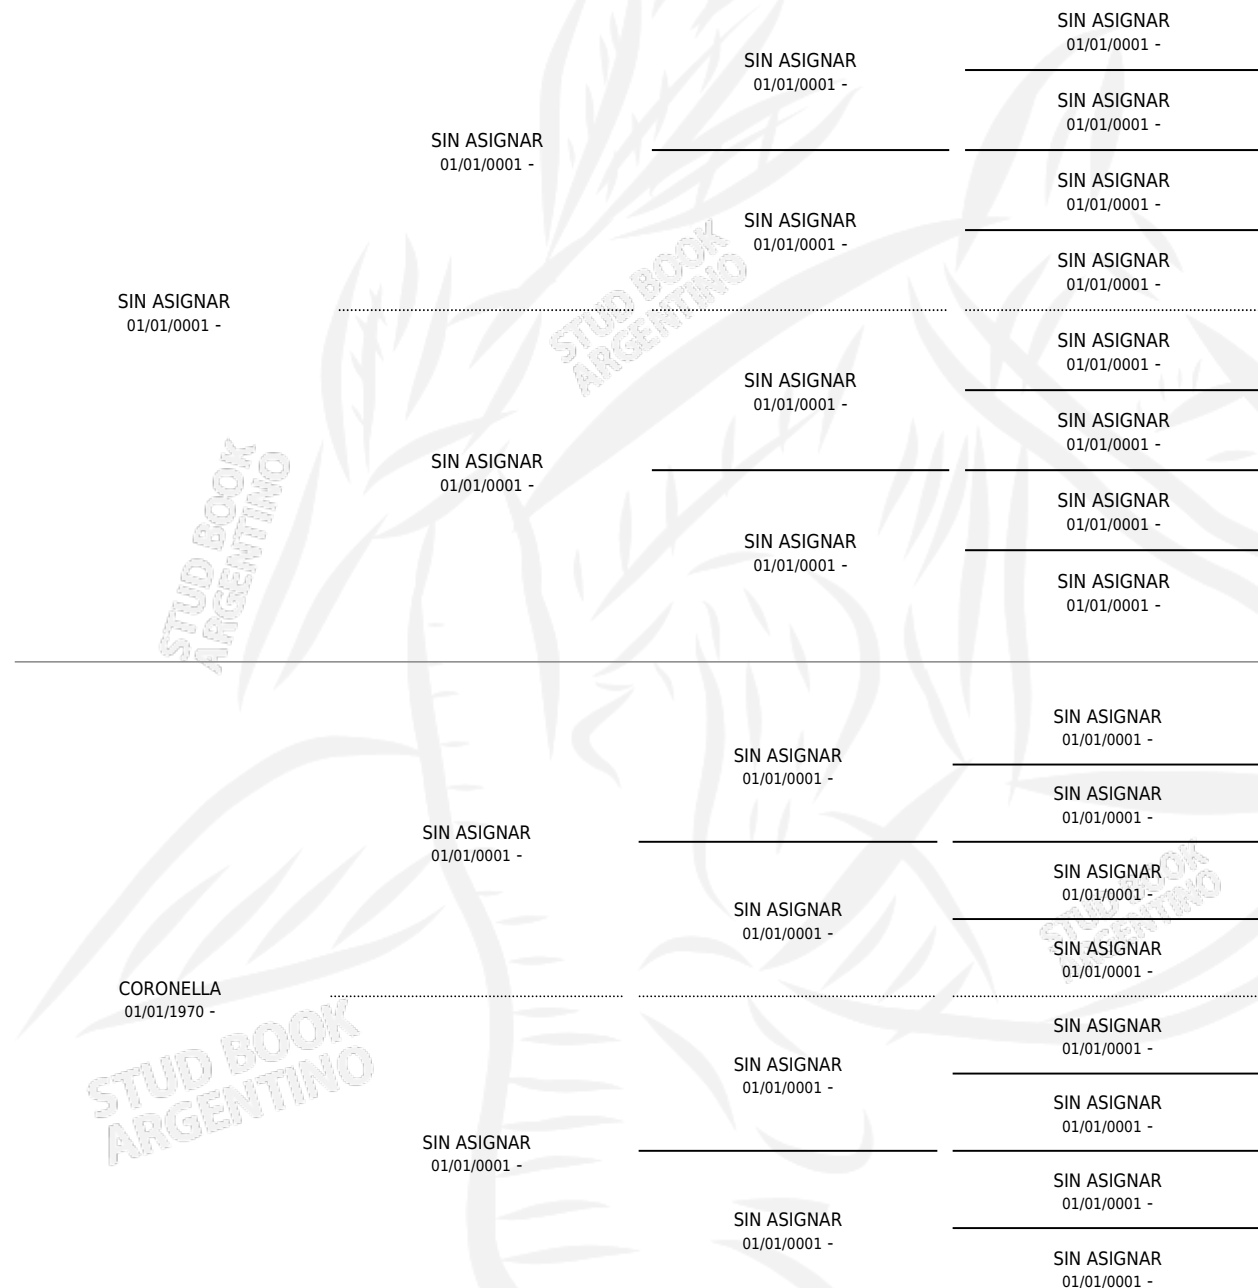 SIN ASIGNAR
01/01/0001 -
SIN ASIGNAR
01/01/0001 -
SIN ASIGNAR
01/01/0001 -
SIN ASIGNAR
01/01/0001 -
SIN ASIGNAR
01/01/0001 -
SIN ASIGNAR
01/01/0001 -
SIN ASIGNAR
01/01/0001 -
SIN ASIGNAR
01/01/0001 -
STUD BOOK
ARGENTINO
SIN ASIGNAR
01/01/0001 -
SIN ASIGNAR
01/01/0001 -
SIN ASIGNAR
01/01/0001 -
SIN ASIGNAR
01/01/0001 -
SIN ASIGNAR
01/01/0001 -
SIN ASIGNAR
01/01/0001 -
STUD BOOK
ARGENTINO
SIN ASIGNAR
01/01/0001 -
SIN ASIGNAR
01/01/0001 -
SIN ASIGNAR
01/01/0001 -
SIN ASIGNAR
01/01/0001 -
SIN ASIGNAR
01/01/0001 -
SIN ASIGNAR
01/01/0001 -
SIN ASIGNAR
01/01/0001 -
SIN ASIGNAR
01/01/0001 -
STUD BOOK
ARGENTINO
SIN ASIGNAR
01/01/0001 -
SIN ASIGNAR
01/01/0001 -
CORONELLA
01/01/1970 -
STUD BOOK
ARGENTINO
SIN ASIGNAR
01/01/0001 -
SIN ASIGNAR
01/01/0001 -
SIN ASIGNAR
01/01/0001 -
SIN ASIGNAR
01/01/0001 -
SIN ASIGNAR
01/01/0001 -
SIN ASIGNAR
01/01/0001 -
SIN ASIGNAR
01/01/0001 -